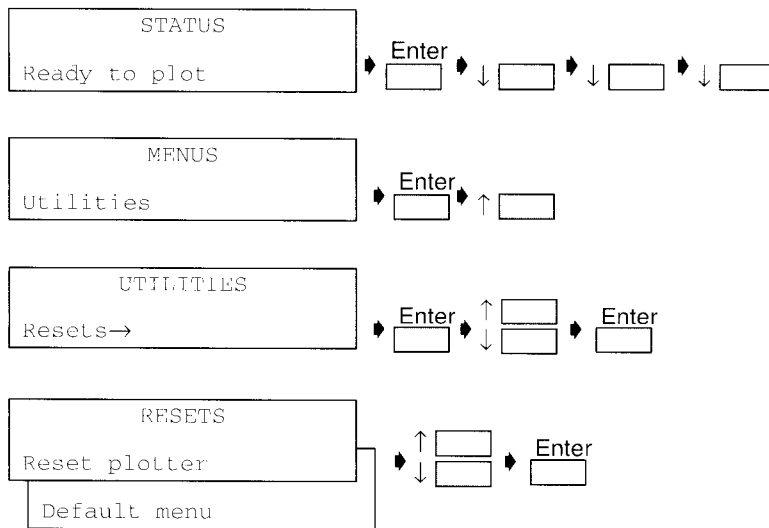 STATUS
Enter
Ready to plot
↓ ↓ ↓
MENUS
Enter
Utilities
↑
UTILITIES
↑
Enter Enter
Resets→
↓
RESETS
↑
Enter
Reset plotter
↓
Default menu